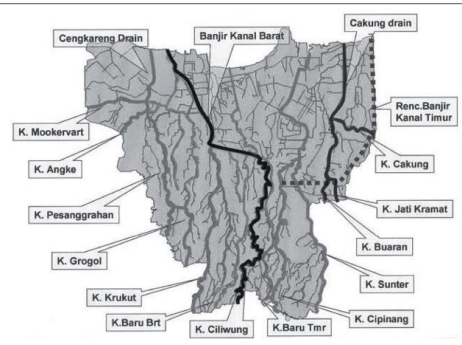 Cengkareng Drain
Banjir Kanal Barat
Cakung drain
Renc.Banjir
Kanal Timur
K. Mookervart
K. Cakung
K. Angke
K. Jati Kramat
K. Pesanggrahan
K. Buaran
K. Grogol
K. Sunter
K. Krukut
K.Baru Brt
K. Ciliwung
K.Baru Tmr
K. Cipinang